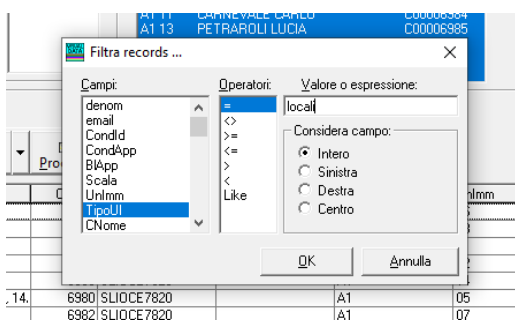 A1 11 CARNEVALE CARLO C00006984
A1 13 PETRAROLI LUCIA C00006985
Filtra records ...
Campi:
Operatori:
Valore o espressione:
denom
email
CondId
CondApp
BlApp
Scala
UnImm
TipoUI
CNome
=
<>
>=
<=
>
<
Like
locali
Considera campo:
Intero
Sinistra
Destra
Centro
OK
Annulla
, 14. 6980 SLIOCE7820 A1 05
6982 SLIOCE7820 A1 07